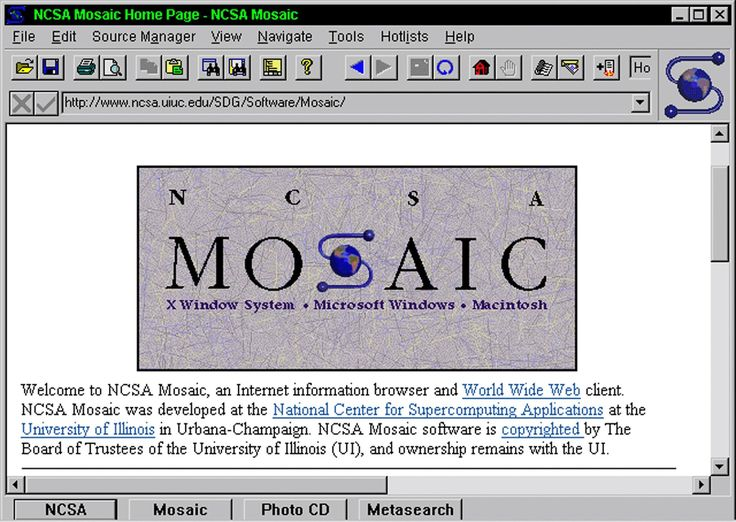 NCSA Mosaic Home Page - NCSA Mosaic
File Edit Source Manager View Navigate Tools Hotlists Help
Ho
http://www.ncsa.uiuc.edu/SDG/Software/Mosaic/
N C S A
MOSAIC
X Window System • Microsoft Windows • Macintosh
Welcome to NCSA Mosaic, an Internet information browser and World Wide Web client.
NCSA Mosaic was developed at the National Center for Supercomputing Applications at the
University of Illinois in Urbana-Champaign. NCSA Mosaic software is copyrighted by The
Board of Trustees of the University of Illinois (UI), and ownership remains with the UI.
NCSA Mosaic Photo CD Metasearch